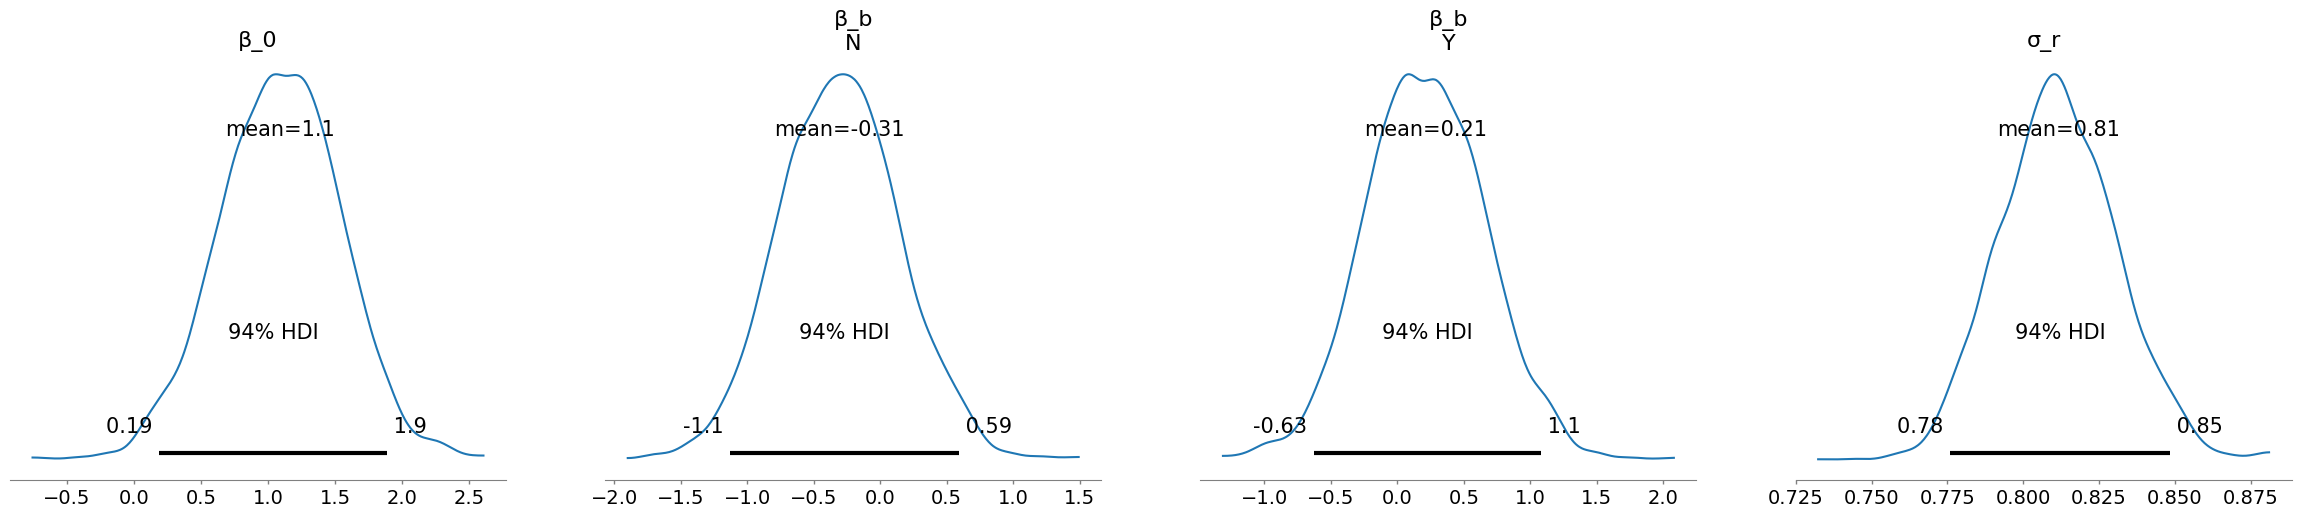 β_0
mean=1.1
94% HDI
0.19 1.9
−0.5 0.0 0.5 1.0 1.5 2.0 2.5
β_b
N
mean=-0.31
94% HDI
-1.1 0.59
−2.0 −1.5 −1.0 −0.5 0.0 0.5 1.0 1.5
β_b
Y
mean=0.21
94% HDI
-0.63 1.1
−1.0 −0.5 0.0 0.5 1.0 1.5 2.0
σ_r
mean=0.81
94% HDI
0.78 0.85
0.725 0.750 0.775 0.800 0.825 0.850 0.875